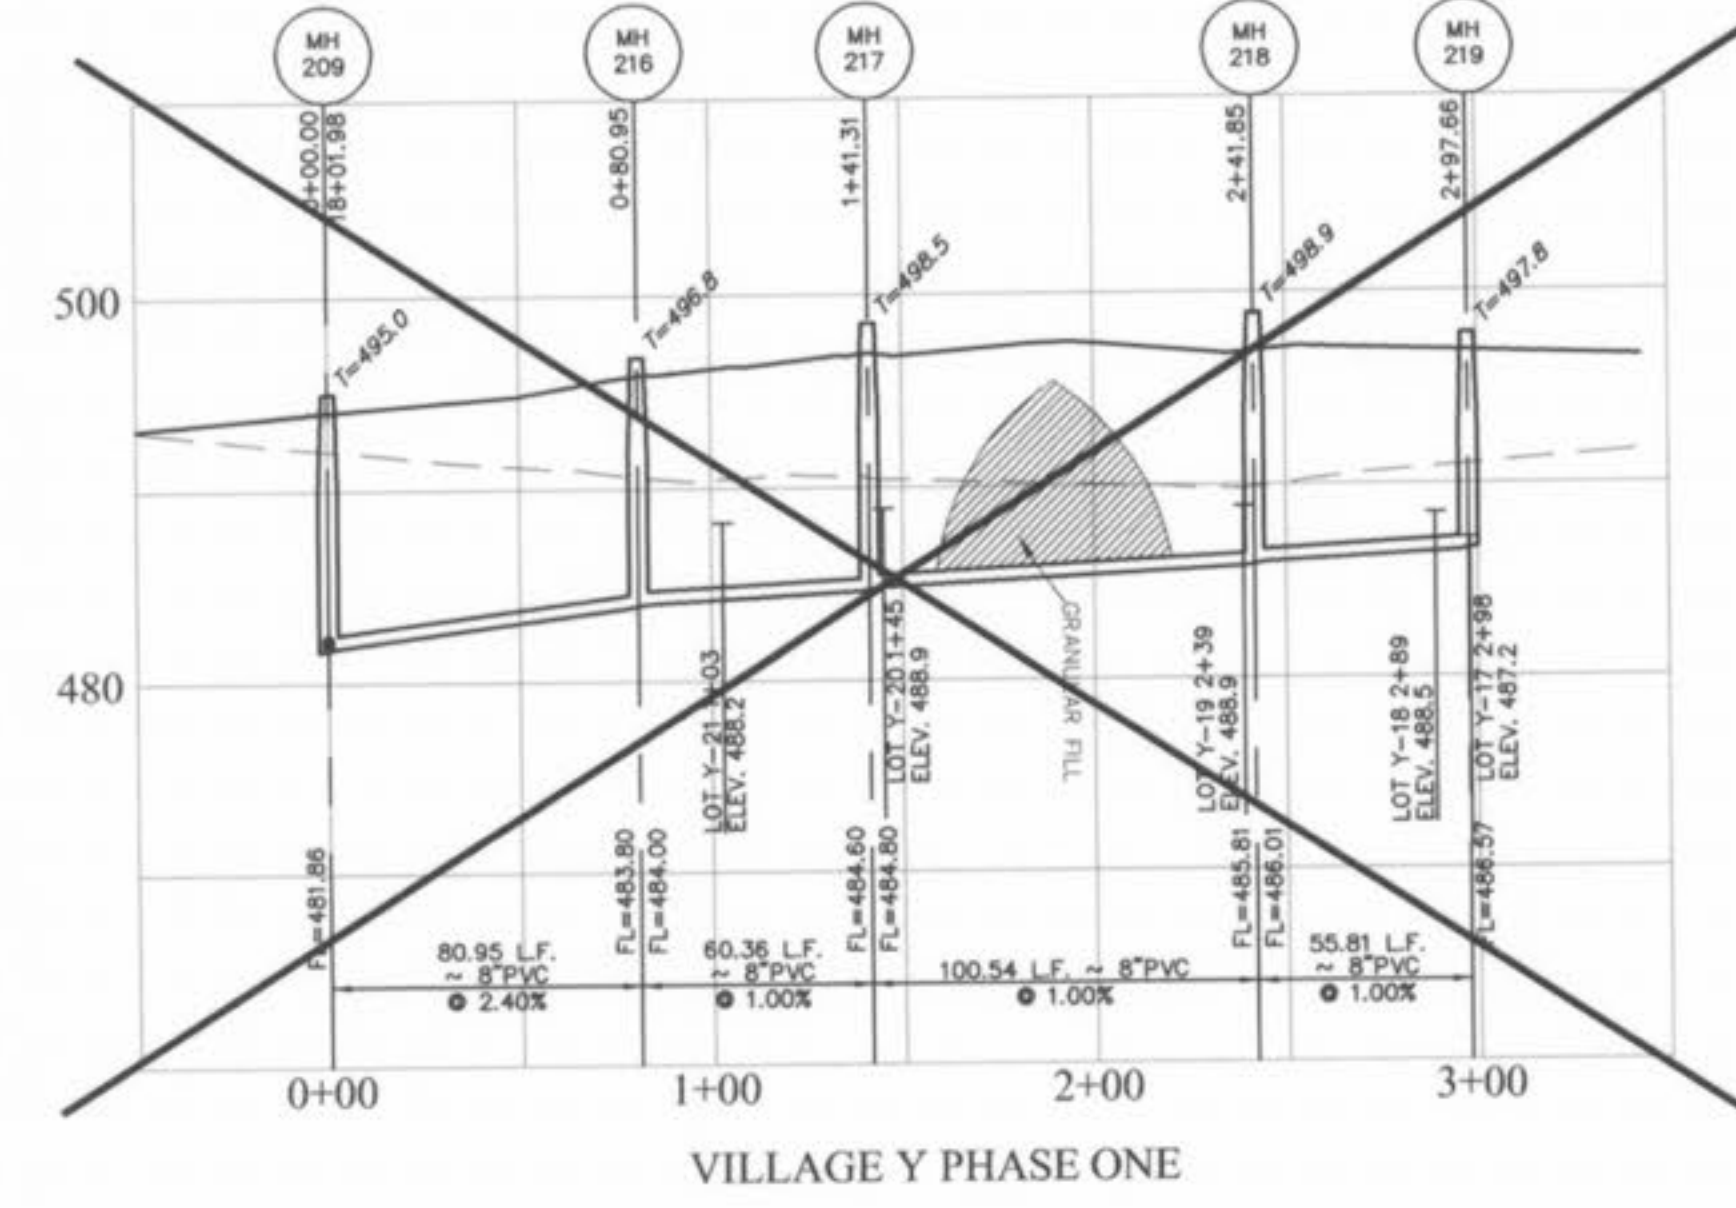 MH
209
MH
216
MH
217
MH
218
MH
219
18+01.98
0+80.95
1+41.31
2+41.85
2+97.66
T=495.0
T=496.8
T=498.5
T=498.9
T=497.8
500
480
LOT Y-21 1+03
ELEV. 488.2
LOT Y-20 1+45
ELEV. 488.9
GRANULAR FILL
LOT Y-19 2+39
ELEV. 488.9
LOT Y-18 2+89
ELEV. 488.5
LOT Y-17 2+98
ELEV. 487.2
FL=481.86
FL=483.80
FL=484.00
FL=484.60
FL=484.80
FL=485.81
FL=486.01
FL=486.57
80.95 L.F.
~ 8"PVC
@ 2.40%
60.36 L.F.
~ 8"PVC
@ 1.00%
100.54 L.F. ~ 8"PVC
@ 1.00%
55.81 L.F.
~ 8"PVC
@ 1.00%
0+00
1+00
2+00
3+00
VILLAGE Y PHASE ONE